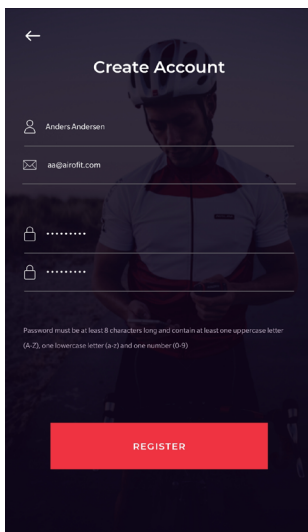 Create Account
Anders Andersen
aa@airofit.com
•••••••••
•••••••••
Password must be at least 8 characters long and contain at least one uppercase letter
(A-Z), one lowercase letter (a-z) and one number (0-9)
REGISTER